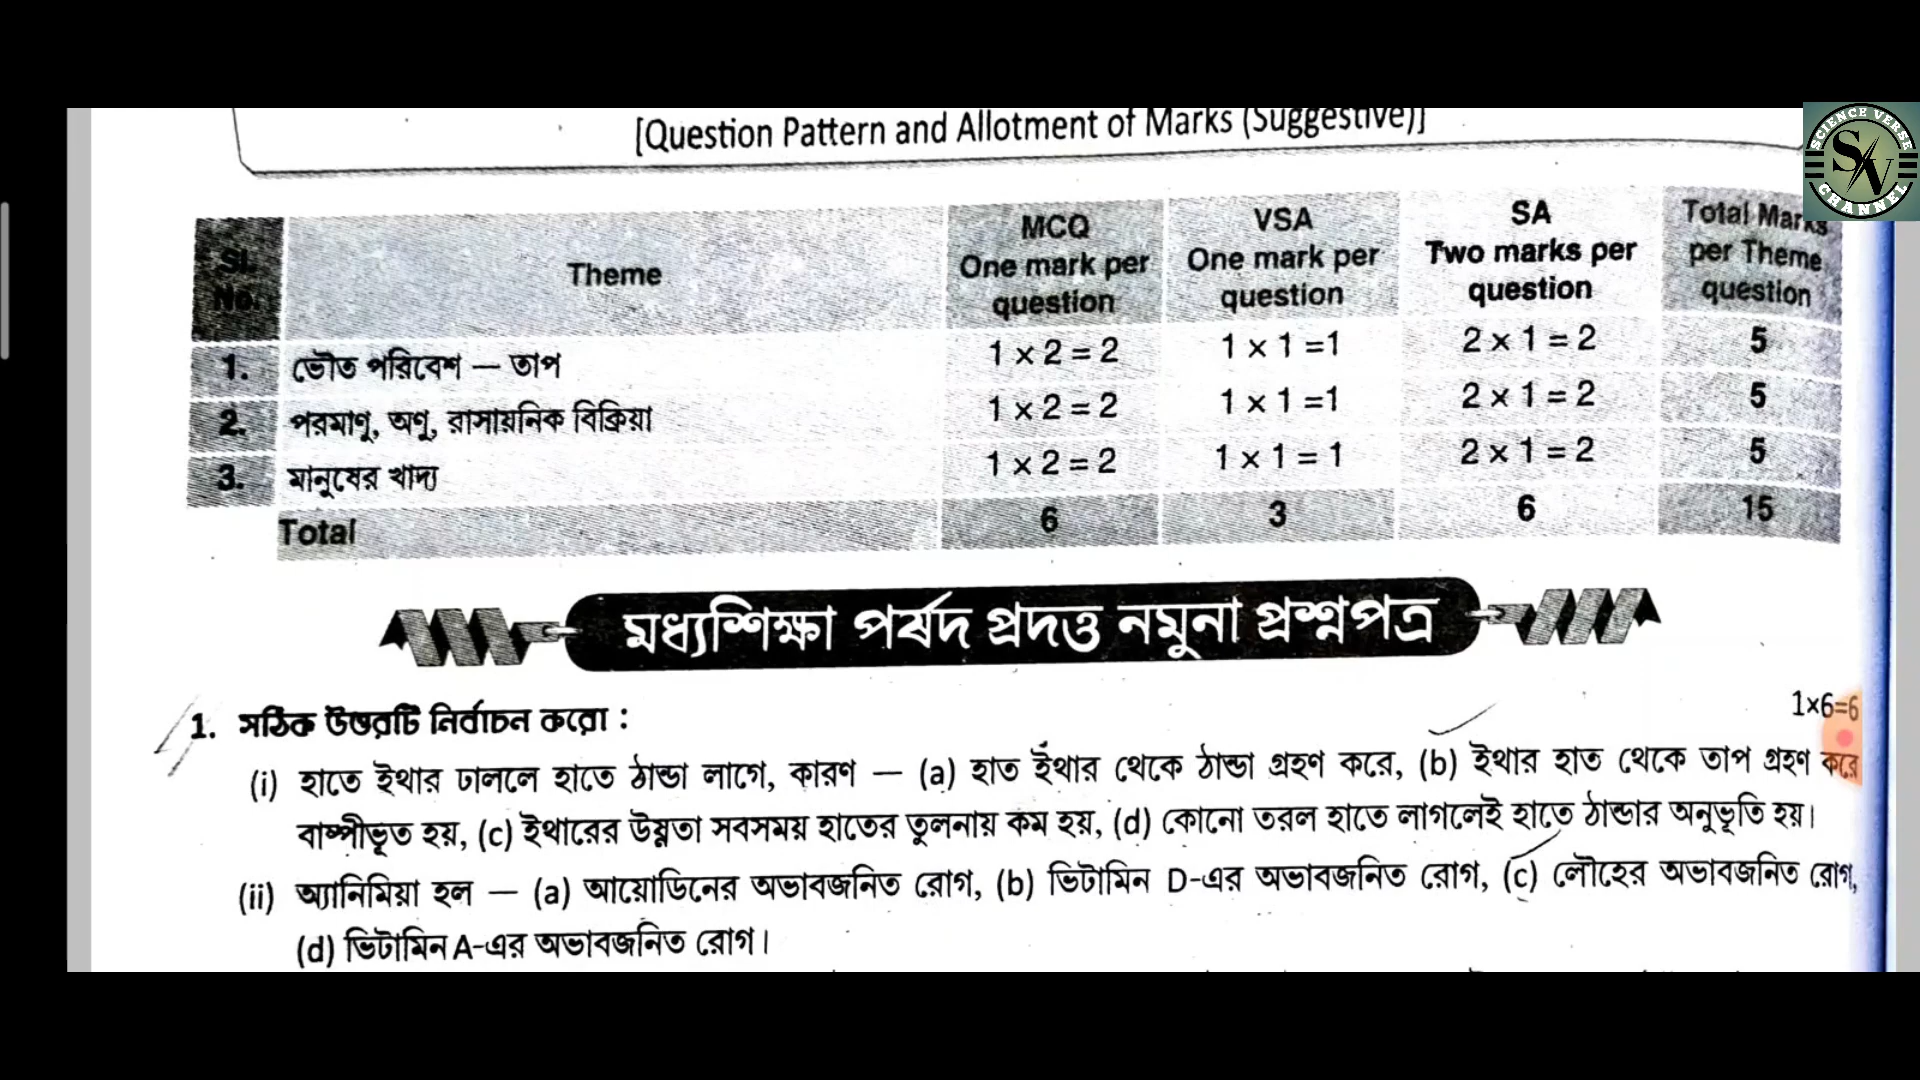 [Question Pattern and Allotment of Marks (Suggestive)]
SCIENCE VERSE
SV
CHANNEL
Sl. No. Theme MCQ One mark per question VSA One mark per question SA Two marks per question Total Marks per Theme question
1. ভৌত পরিবেশ — তাপ 1 x 2 = 2 1 x 1 =1 2 x 1 = 2 5
2. পরমাণু, অণু, রাসায়নিক বিক্রিয়া 1 x 2 = 2 1 x 1 =1 2 x 1 = 2 5
3. মানুষের খাদ্য 1 x 2 = 2 1 x 1 = 1 2 x 1 = 2 5
Total 6 3 6 15
মধ্যশিক্ষা পর্ষদ প্রদত্ত নমুনা প্রশ্নপত্র
1. সঠিক উত্তরটি নির্বাচন করো : 1×6=6
(i) হাতে ইথার ঢাললে হাতে ঠান্ডা লাগে, কারণ — (a) হাত ইথার থেকে ঠান্ডা গ্রহণ করে, (b) ইথার হাত থেকে তাপ গ্রহণ করে
বাষ্পীভূত হয়, (c) ইথারের উষ্ণতা সবসময় হাতের তুলনায় কম হয়, (d) কোনো তরল হাতে লাগলেই হাতে ঠান্ডার অনুভূতি হয়।
(ii) অ্যানিমিয়া হল — (a) আয়োডিনের অভাবজনিত রোগ, (b) ভিটামিন D-এর অভাবজনিত রোগ, (c) লৌহের অভাবজনিত রোগ,
(d) ভিটামিন A-এর অভাবজনিত রোগ।